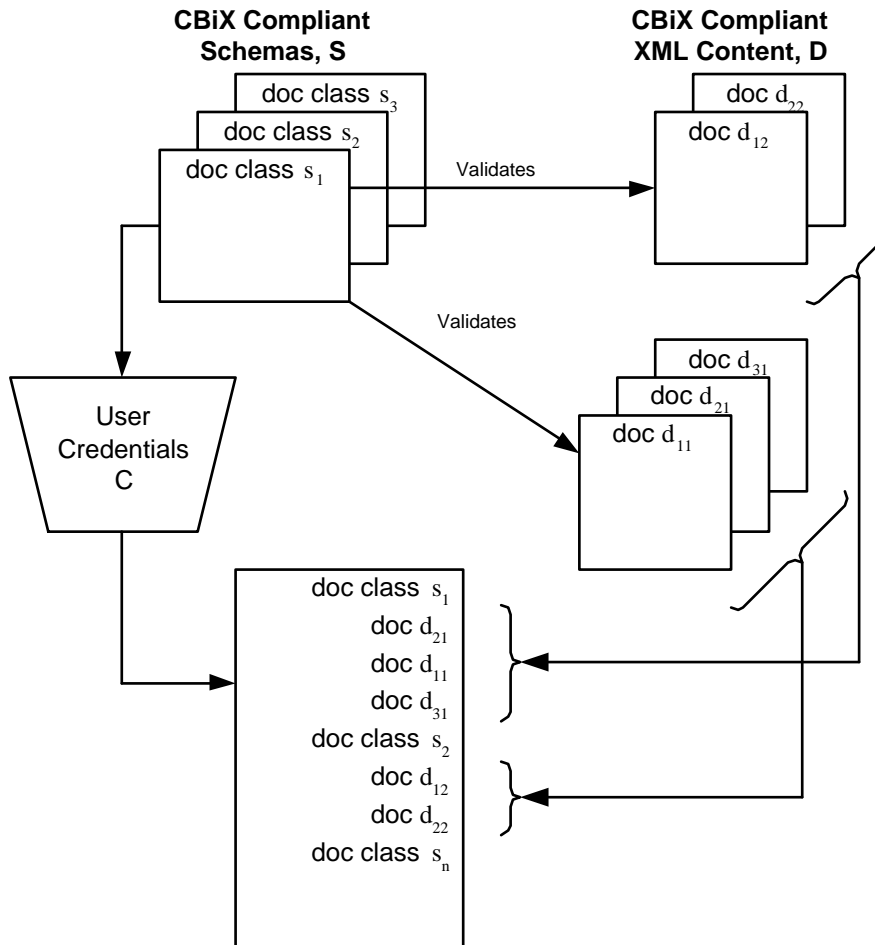 CBiX Compliant
Schemas, S
CBiX Compliant
XML Content, D
doc class s3
doc class s2
doc class s1
doc d22
doc d12
Validates
Validates
doc d31
doc d21
doc d11
User
Credentials
C
doc class s1
doc d21
doc d11
doc d31
doc class s2
doc d12
doc d22
doc class sn